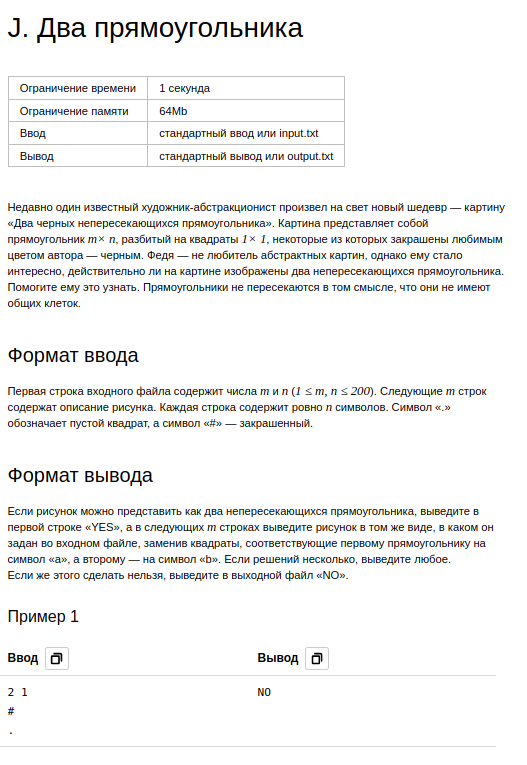 J. Два прямоугольника
Ограничение времени 1 секунда
Ограничение памяти 64Mb
Ввод стандартный ввод или input.txt
Вывод стандартный вывод или output.txt
Недавно один известный художник-абстракционист произвел на свет новый шедевр — картину
«Два черных непересекающихся прямоугольника». Картина представляет собой
прямоугольник m× n, разбитый на квадраты 1× 1, некоторые из которых закрашены любимым
цветом автора — черным. Федя — не любитель абстрактных картин, однако ему стало
интересно, действительно ли на картине изображены два непересекающихся прямоугольника.
Помогите ему это узнать. Прямоугольники не пересекаются в том смысле, что они не имеют
общих клеток.
Формат ввода
Первая строка входного файла содержит числа m и n (1 ≤ m, n ≤ 200). Следующие m строк
содержат описание рисунка. Каждая строка содержит ровно n символов. Символ «.»
обозначает пустой квадрат, а символ «#» — закрашенный.
Формат вывода
Если рисунок можно представить как два непересекающихся прямоугольника, выведите в
первой строке «YES», а в следующих m строках выведите рисунок в том же виде, в каком он
задан во входном файле, заменив квадраты, соответствующие первому прямоугольнику на
символ «a», а второму — на символ «b». Если решений несколько, выведите любое.
Если же этого сделать нельзя, выведите в выходной файл «NO».
Пример 1
Ввод Вывод
2 1 NO
#
.